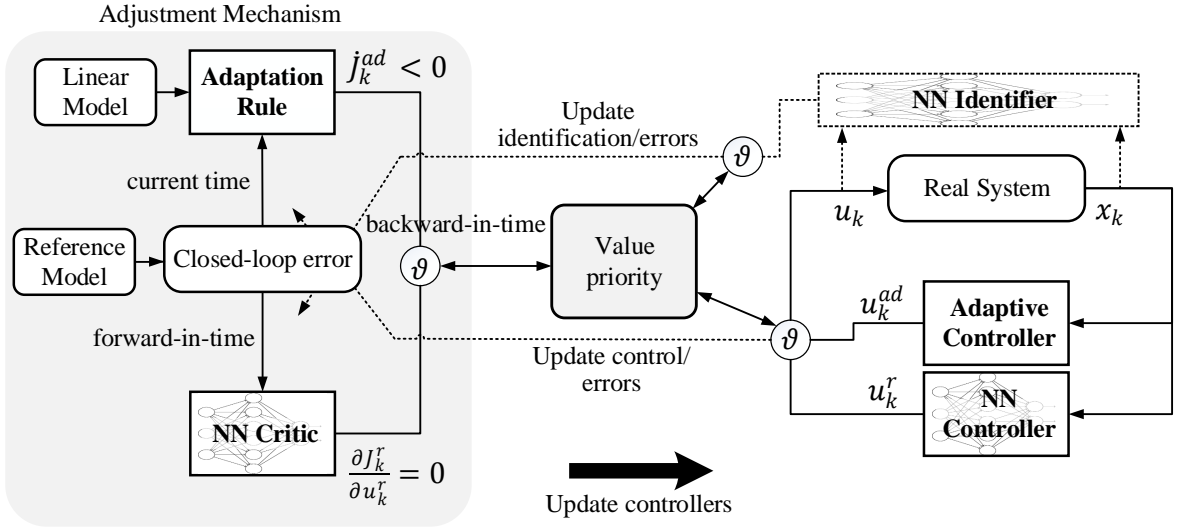 Adjustment Mechanism
Linear
Model
Adaptation
Rule
j̇_k^{ad} < 0
current time
Reference
Model
Closed-loop error
backward-in-time
ϑ
forward-in-time
NN Critic
∂J_k^r / ∂u_k^r = 0
Update
identification/errors
ϑ
Value
priority
Update control/
errors
ϑ
Update controllers
NN Identifier
Real System
u_k
x_k
u_k^{ad}
Adaptive
Controller
u_k^r
NN
Controller